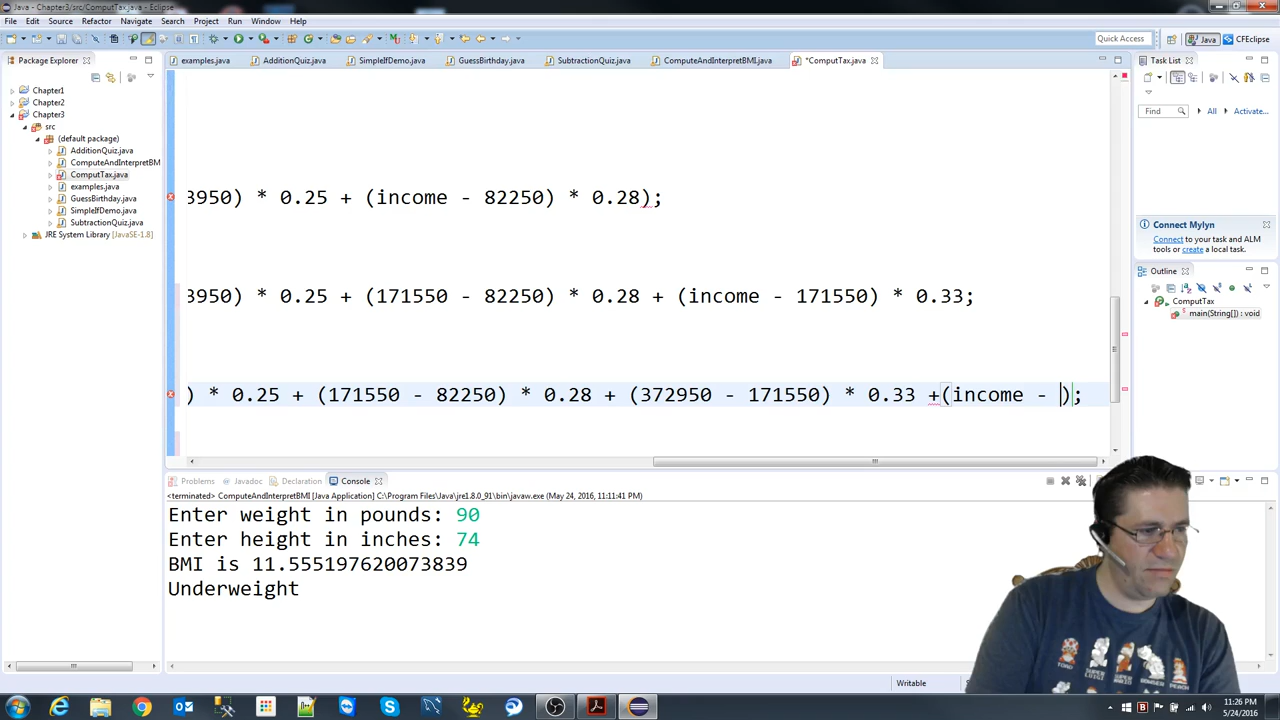 Java - Chapter3/src/ComputTax.java - Eclipse
File Edit Source Refactor Navigate Search Project Run Window Help
Quick Access
Java
CFEclipse
Package Explorer
examples.java
AdditionQuiz.java
SimpleIfDemo.java
GuessBirthday.java
SubtractionQuiz.java
ComputeAndInterpretBMI.java
*ComputTax.java
Task List
Find
All
Activate...
Chapter1
Chapter2
Chapter3
src
(default package)
AdditionQuiz.java
ComputeAndInterpretBM
ComputTax.java
examples.java
GuessBirthday.java
SimpleIfDemo.java
SubtractionQuiz.java
JRE System Library [JavaSE-1.8]
3950) * 0.25 + (income - 82250) * 0.28);
3950) * 0.25 + (171550 - 82250) * 0.28 + (income - 171550) * 0.33;
) * 0.25 + (171550 - 82250) * 0.28 + (372950 - 171550) * 0.33 +(income - );
Connect Mylyn
Connect to your task and ALM
tools or create a local task.
Outline
ComputTax
main(String[]) : void
Problems
Javadoc
Declaration
Console
<terminated> ComputeAndInterpretBMI [Java Application] C:\Program Files\Java\jre1.8.0_91\bin\javaw.exe (May 24, 2016, 11:11:41 PM)
Enter weight in pounds: 90
Enter height in inches: 74
BMI is 11.555197620073839
Underweight
Writable
TOAD
SUPER LUIGI
SUPER MARIO
BOWSER
PEACH
11:26 PM
5/24/2016